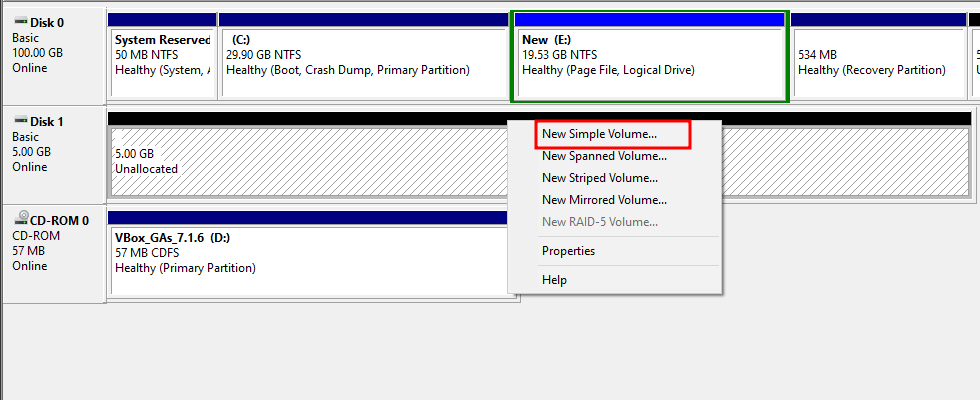 Disk 0
Basic
100.00 GB
Online
System Reserved
50 MB NTFS
Healthy (System,
(C:)
29.90 GB NTFS
Healthy (Boot, Crash Dump, Primary Partition)
New (E:)
19.53 GB NTFS
Healthy (Page File, Logical Drive)
534 MB
Healthy (Recovery Partition)
Disk 1
Basic
5.00 GB
Online
5.00 GB
Unallocated
New Simple Volume...
New Spanned Volume...
New Striped Volume...
New Mirrored Volume...
New RAID-5 Volume...
Properties
Help
CD-ROM 0
CD-ROM
57 MB
Online
VBox_GAs_7.1.6 (D:)
57 MB CDFS
Healthy (Primary Partition)